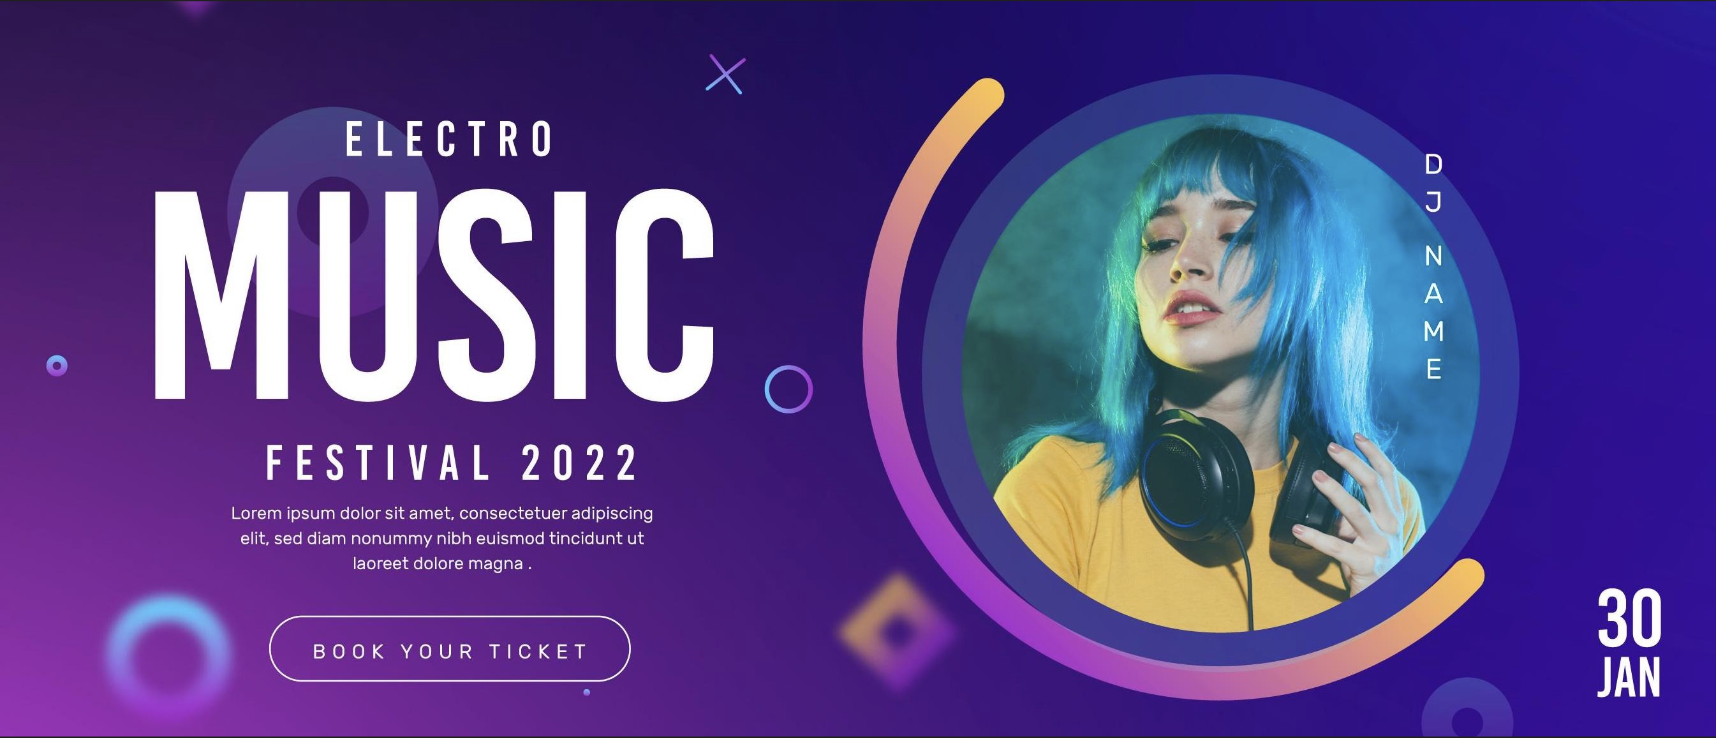 ELECTRO
MUSIC
FESTIVAL 2022
Lorem ipsum dolor sit amet, consectetuer adipiscing
elit, sed diam nonummy nibh euismod tincidunt ut
laoreet dolore magna .
BOOK YOUR TICKET
DJ NAME
30
JAN